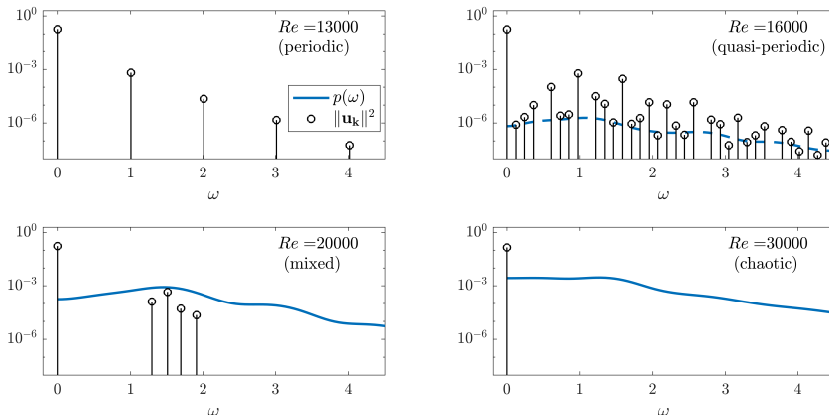 10^0
10^{-3}
10^{-6}
0 1 2 3 4
ω
Re =13000
(periodic)
p(ω)
‖u_k‖^2
10^0
10^{-3}
10^{-6}
0 1 2 3 4
ω
Re =16000
(quasi-periodic)
10^0
10^{-3}
10^{-6}
0 1 2 3 4
ω
Re =20000
(mixed)
10^0
10^{-3}
10^{-6}
0 1 2 3 4
ω
Re =30000
(chaotic)